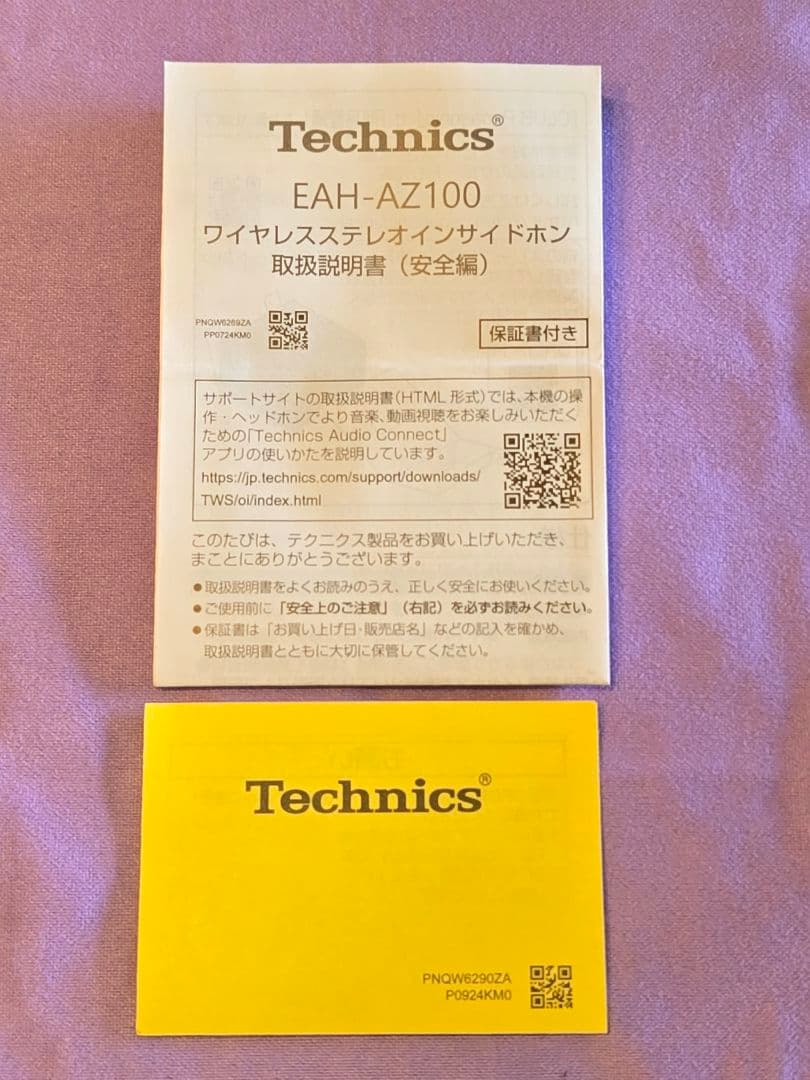 Technics®
EAH-AZ100
ワイヤレスステレオインサイドホン
取扱説明書（安全編）
PNQW6269ZA
PP0724KM0
保証書付き
サポートサイトの取扱説明書（HTML 形式）では、本機の操
作・ヘッドホンでより音楽、動画視聴をお楽しみいただく
ための「Technics Audio Connect」
アプリの使いかたを説明しています。
https://jp.technics.com/support/downloads/
TWS/oi/index.html
このたびは、テクニクス製品をお買い上げいただき、
まことにありがとうございます。
●取扱説明書をよくお読みのうえ、正しく安全にお使いください。
●ご使用前に「安全上のご注意」（右記）を必ずお読みください。
●保証書は「お買い上げ日・販売店名」などの記入を確かめ、
取扱説明書とともに大切に保管してください。
Technics®
PNQW6290ZA
P0924KM0